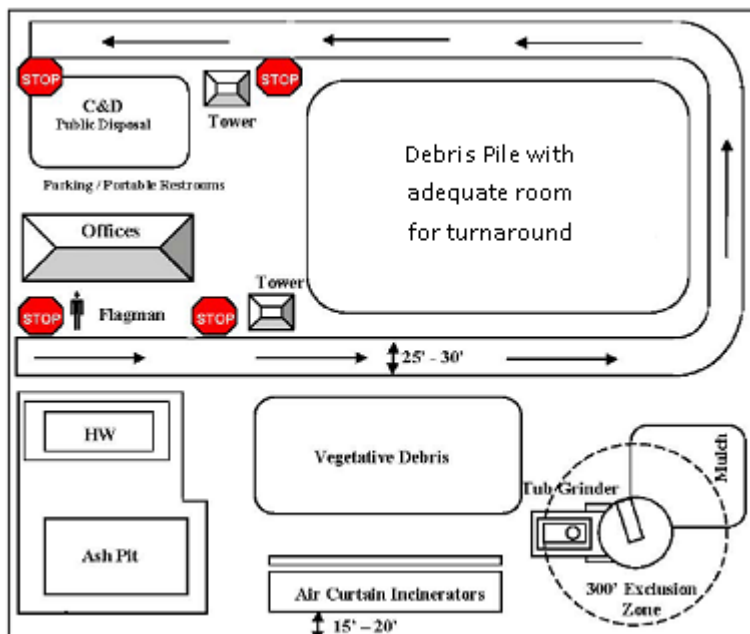 STOP
STOP
C&D
Public Disposal
Tower
Parking / Portable Restrooms
Debris Pile with
adequate room
for turnaround
Offices
Tower
STOP
Flagman
STOP
25' - 30'
HW
Vegetative Debris
Mulch
Tub Grinder
Ash Pit
Air Curtain Incinerators
300' Exclusion
Zone
15' – 20'